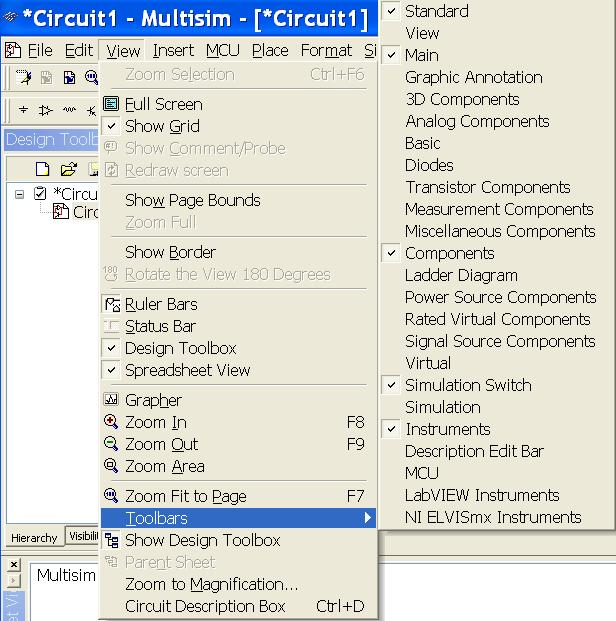 *Circuit1 - Multisim - [*Circuit1]
File Edit View Insert MCU Place Format
Design
*Circu
Circ
Hierarchy
Multisim
Zoom Selection Ctrl+F6
Full Screen
Show Grid
Show Comment/Probe
Redraw screen
Show Page Bounds
Zoom Full
Show Border
180 Rotate the View 180 Degrees
Ruler Bars
Status Bar
Design Toolbox
Spreadsheet View
Grapher
Zoom In F8
Zoom Out F9
Zoom Area
Zoom Fit to Page F7
Toolbars
Show Design Toolbox
Parent Sheet
Zoom to Magnification...
Circuit Description Box Ctrl+D
Standard
View
Main
Graphic Annotation
3D Components
Analog Components
Basic
Diodes
Transistor Components
Measurement Components
Miscellaneous Components
Components
Ladder Diagram
Power Source Components
Rated Virtual Components
Signal Source Components
Virtual
Simulation Switch
Simulation
Instruments
Description Edit Bar
MCU
LabVIEW Instruments
NI ELVISmx Instruments